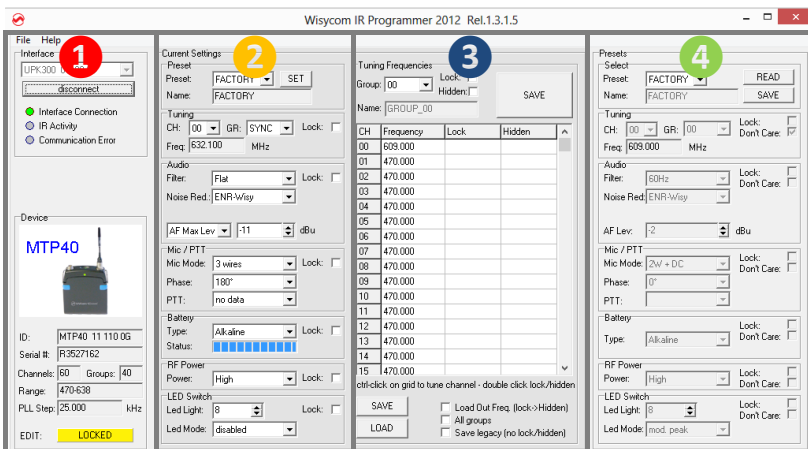 Wisycom IR Programmer 2012 Rel.1.3.1.5
File Help
1
Interface
UPK300
disconnect
Interface Connection
IR Activity
Communication Error
Device
MTP40
ID: MTP40 11 110 0G
Serial #: R3527162
Channels: 60 Groups: 40
Range: 470-638
PLL Step: 25.000 kHz
EDIT: LOCKED
2
Current Settings
Preset
Preset: FACTORY SET
Name: FACTORY
Tuning
CH: 00 GR: SYNC Lock:
Freq: 632.100 MHz
Audio
Filter: Flat Lock:
Noise Red.: ENR-Wisy
AF Max Lev -11 dBu
Mic / PTT
Mic Mode: 3 wires Lock:
Phase: 180°
PTT: no data
Battery
Type: Alkaline Lock:
Status:
RF Power
Power: High Lock:
LED Switch
Led Light: 8 Lock:
Led Mode: disabled
3
Tuning Frequencies
Group: 00 Lock:
Hidden:
SAVE
Name: GROUP_00
CH Frequency Lock Hidden
00 609.000
01 470.000
02 470.000
03 470.000
04 470.000
05 470.000
06 470.000
07 470.000
08 470.000
09 470.000
10 470.000
11 470.000
12 470.000
13 470.000
14 470.000
15 470.000
ctrl-click on grid to tune channel - double click lock/hidden
SAVE
LOAD
Load Out Freq. (lock->Hidden)
All groups
Save legacy (no lock/hidden)
4
Presets
Select
Preset: FACTORY READ
Name: FACTORY SAVE
Tuning
CH: 00 GR: 00 Lock:
Don't Care:
Freq: 609.000 MHz
Audio
Filter: 60Hz Lock:
Don't Care:
Noise Red: ENR-Wisy
AF Lev: -2 dBu
Mic / PTT
Mic Mode: 2W + DC Lock:
Don't Care:
Phase: 0°
PTT:
Battery
Type: Alkaline Lock:
Don't Care:
RF Power
Power: High Lock:
Don't Care:
LED Switch
Led Light: 8 Lock:
Don't Care:
Led Mode: mod. peak